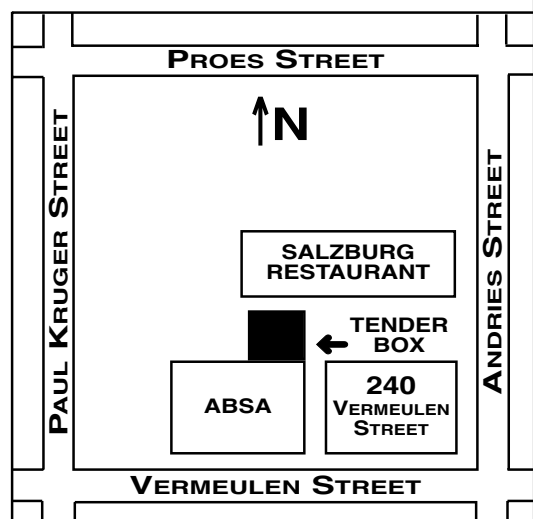 PROES STREET
N
PAUL KRUGER STREET
ANDRIES STREET
SALZBURG
RESTAURANT
TENDER
BOX
ABSA
240
VERMEULEN
STREET
VERMEULEN STREET